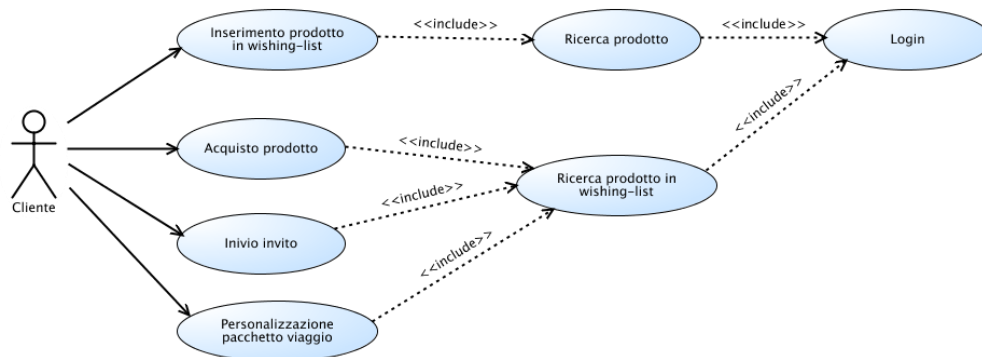 Inserimento prodotto
in wishing-list
<<include>>
Ricerca prodotto
<<include>>
Login
<<include>>
Cliente
Acquisto prodotto
<<include>>
Ricerca prodotto in
wishing-list
<<include>>
Inivio invito
<<include>>
Personalizzazione
pacchetto viaggio